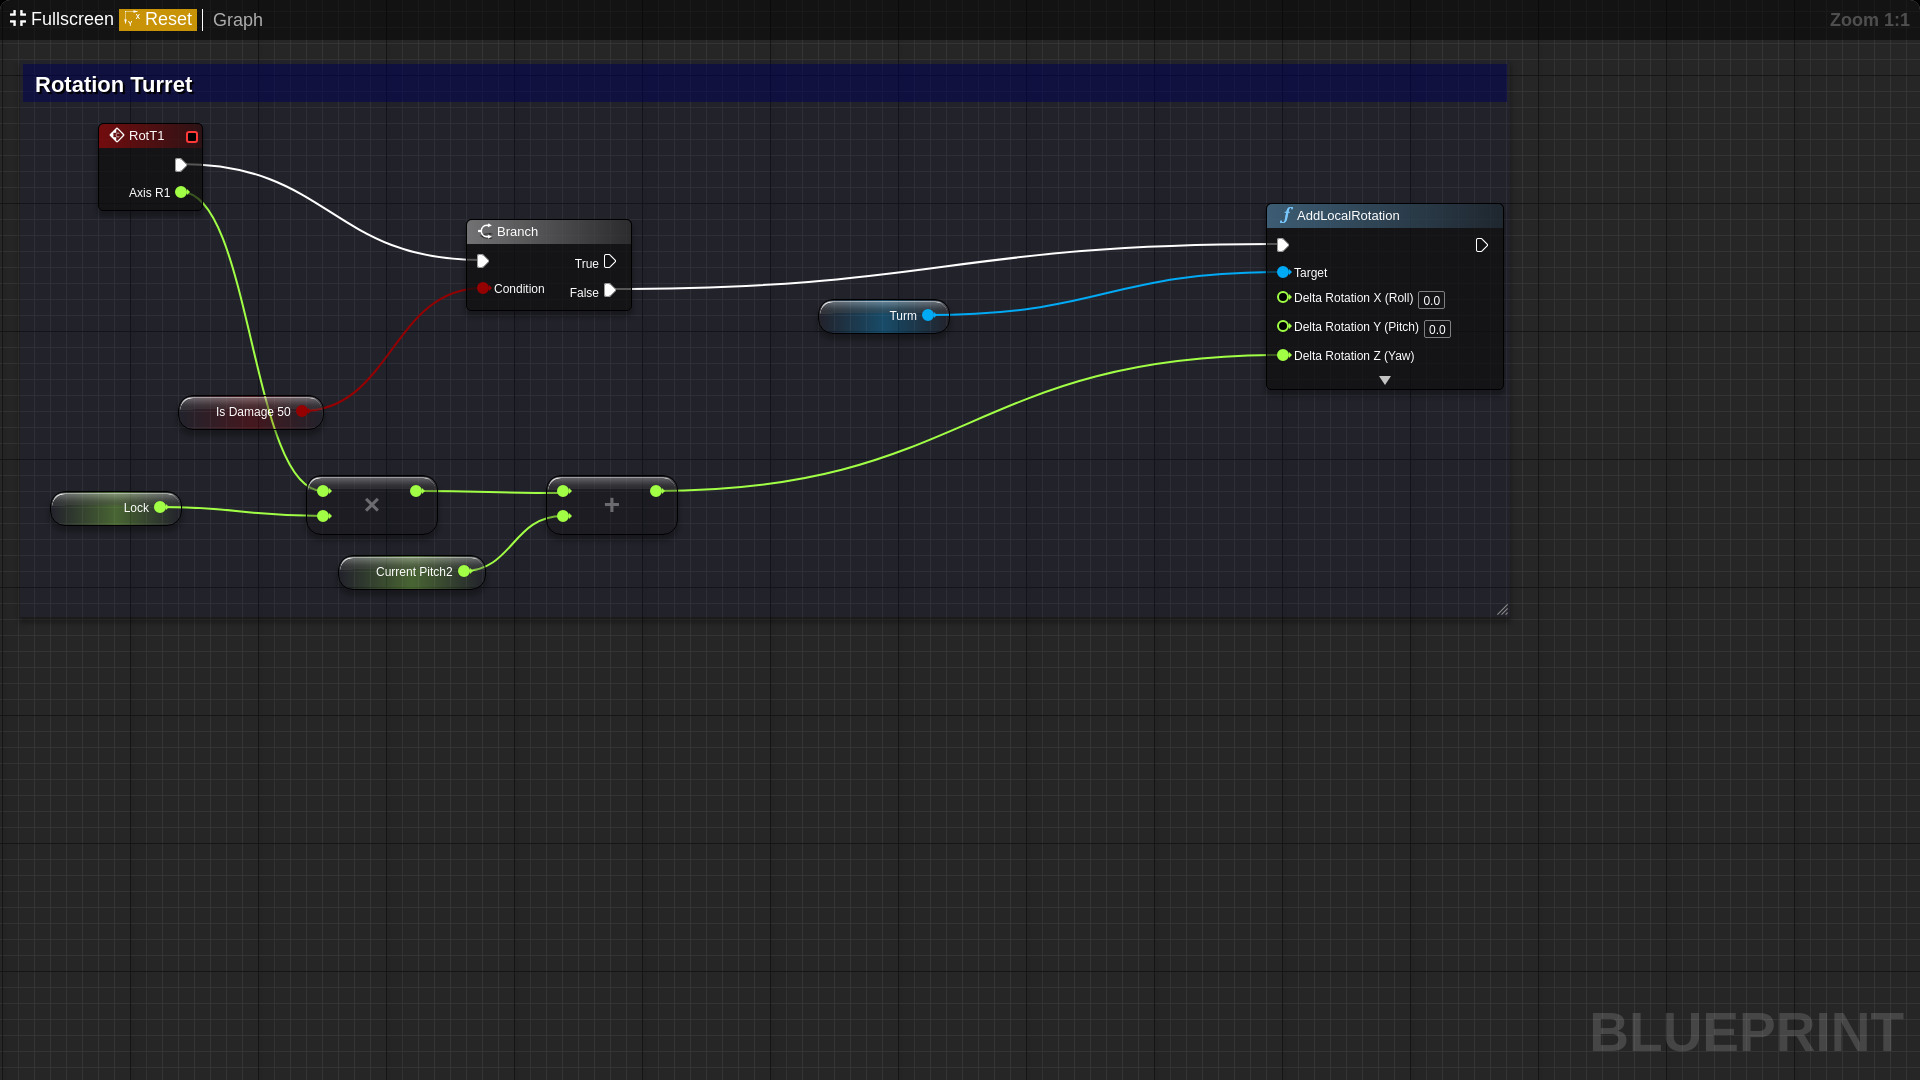 Fullscreen Reset Graph
Zoom 1:1
Rotation Turret
RotT1
Axis R1
Branch
True
Condition
False
AddLocalRotation
Target
Delta Rotation X (Roll) 0.0
Delta Rotation Y (Pitch) 0.0
Delta Rotation Z (Yaw)
Turm
Is Damage 50
Lock
×
+
Current Pitch2
BLUEPRINT